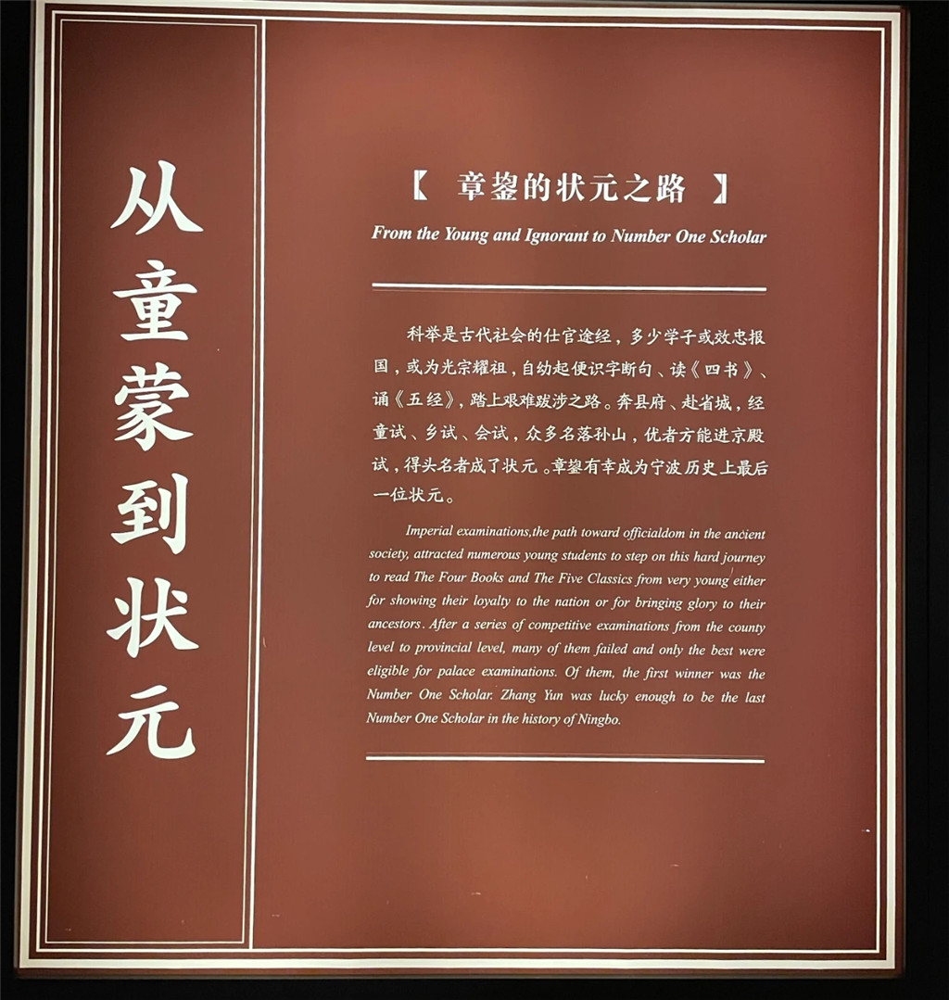 从童蒙到状元
【 章鋆的状元之路 】
From the Young and Ignorant to Number One Scholar
科举是古代社会的仕官途经，多少学子或效忠报
国，或为光宗耀祖，自幼起便识字断句、读《四书》、
诵《五经》，踏上艰难跋涉之路。奔县府、赴省城，经
童试、乡试、会试，众多名落孙山，优者方能进京殿
试，得头名者成了状元。章鋆有幸成为宁波历史上最后
一位状元。
Imperial examinations,the path toward officialdom in the ancient
society, attracted numerous young students to step on this hard journey
to read The Four Books and The Five Classics from very young either
for showing their loyalty to the nation or for bringing glory to their
ancestors. After a series of competitive examinations from the county
level to provincial level, many of them failed and only the best were
eligible for palace examinations. Of them, the first winner was the
Number One Scholar. Zhang Yun was lucky enough to be the last
Number One Scholar in the history of Ningbo.